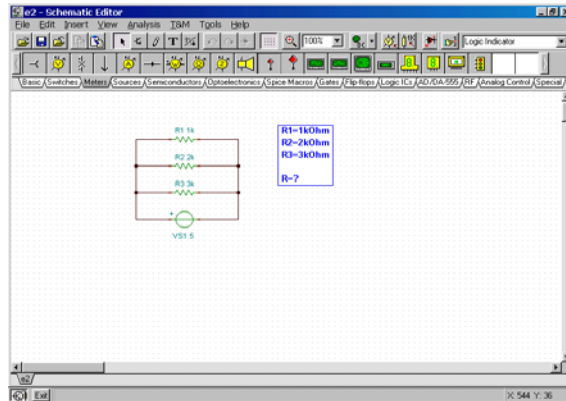 e2 - Schematic Editor
File Edit Insert View Analysis T&M Tools Help
100% Logic Indicator
Basic Switches Meters Sources Semiconductors Optoelectronics Spice Macros Gates Flip-flops Logic ICs AD/DA-555 RF Analog Control Special
R1 1k
R2 2k
R3 3k
VS1 5
R1=1kOhm
R2=2kOhm
R3=3kOhm
R=?
e2
Exit X: 544 Y: 36